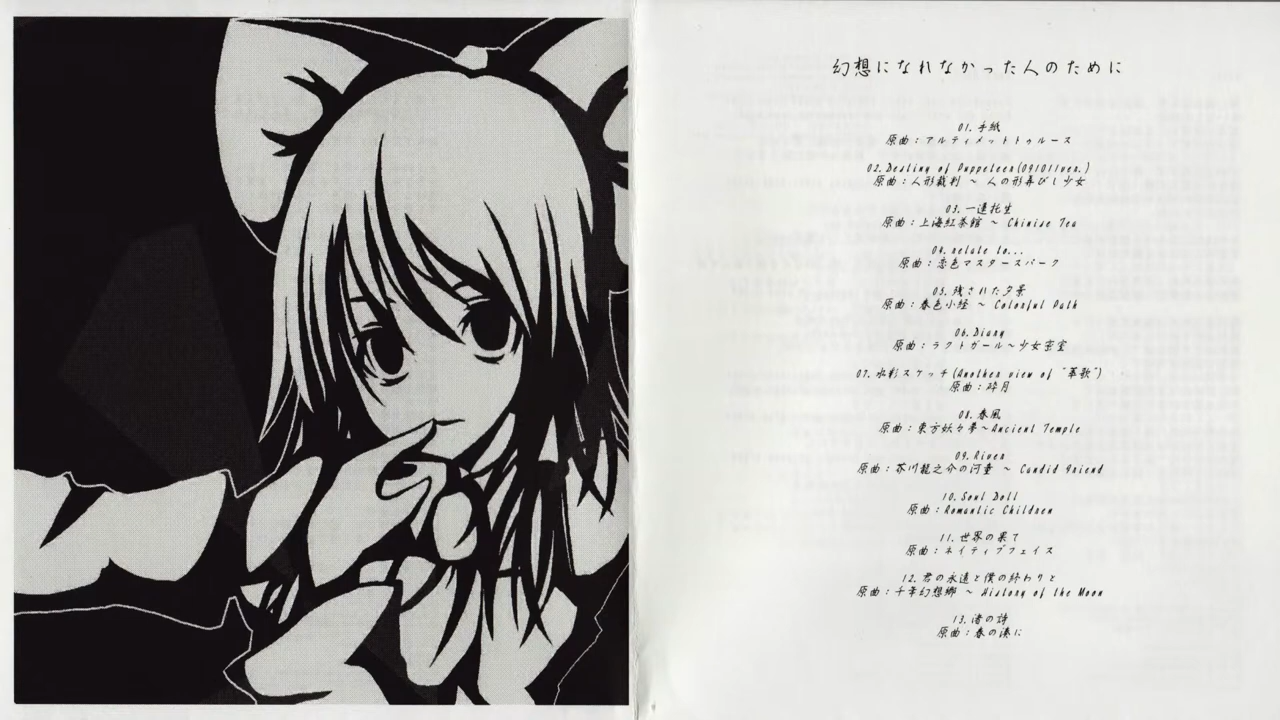 幻想になれなかった人のために
01. 手紙
原曲：アルティメットトゥルース
02. Destiny of Puppeteer(091011ver.)
原曲：人形裁判 ～ 人の形弄びし少女
03. 一蓮托生
原曲：上海紅茶館 ～ Chinise Tea
04. relate to...
原曲：恋色マスタースパーク
05. 残された夕景
原曲：春色小径 ～ Colorful Path
06. Diary
原曲：ラクトガール～少女密室
07. 水彩スケッチ(Another view of "華歌")
原曲：砕月
08. 春風
原曲：東方妖々夢～Ancient Temple
09. River
原曲：芥川龍之介の河童 ～ Candid Friend
10. Soul Doll
原曲：Romantic Children
11. 世界の果て
原曲：ネイティブフェイス
12. 君の永遠と僕の終わりと
原曲：千年幻想郷 ～ History of the Moon
13. 渚の詩
原曲：春の湊に